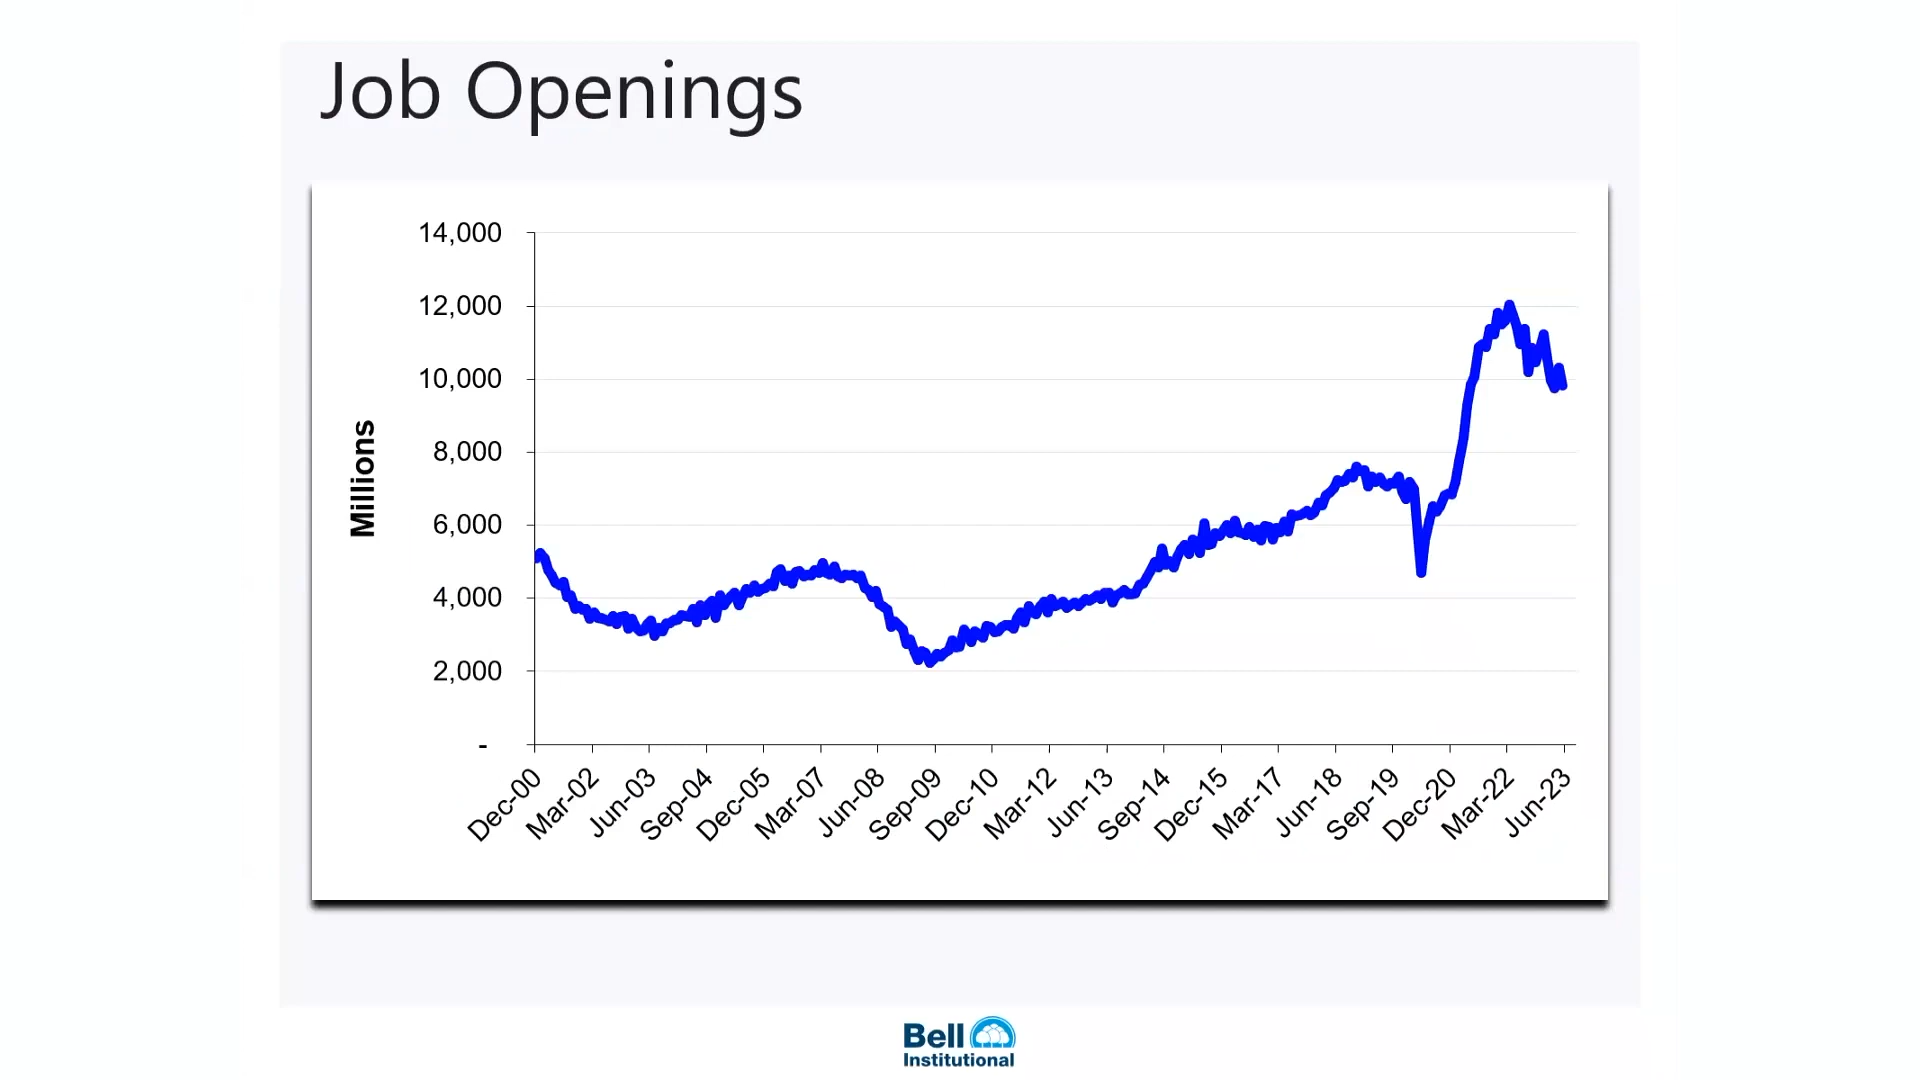 Job Openings
14,000
12,000
10,000
8,000
6,000
4,000
2,000
-
Millions
Dec-00
Mar-02
Jun-03
Sep-04
Dec-05
Mar-07
Jun-08
Sep-09
Dec-10
Mar-12
Jun-13
Sep-14
Dec-15
Mar-17
Jun-18
Sep-19
Dec-20
Mar-22
Jun-23
Bell
Institutional